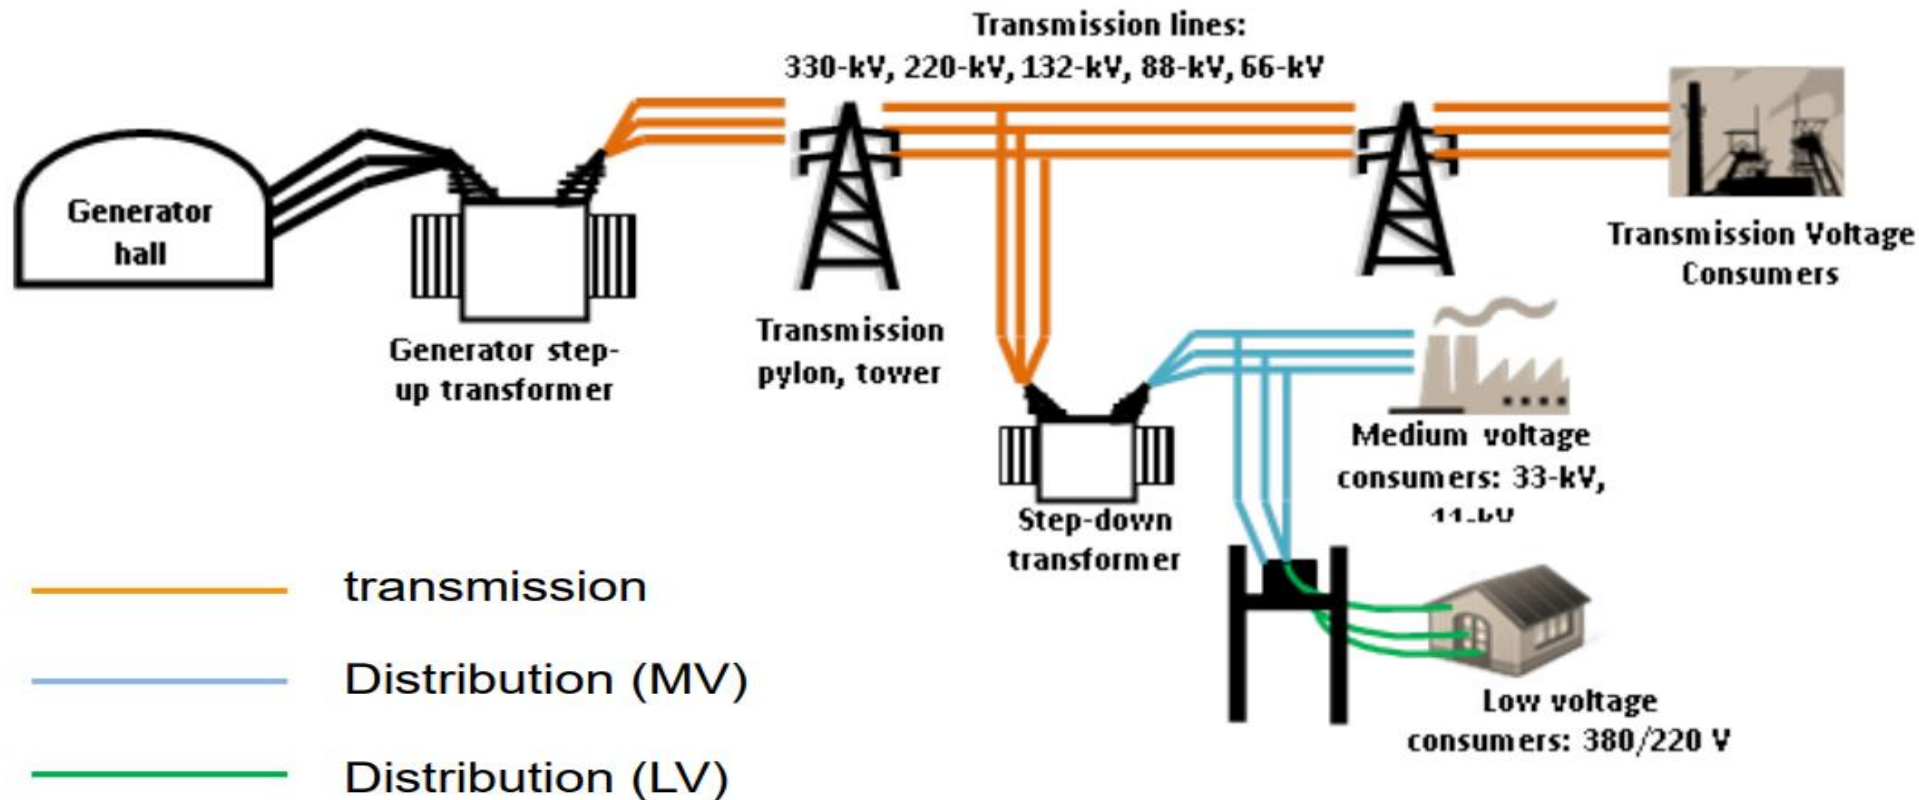 Transmission lines:
330-kV, 220-kV, 132-kV, 88-kV, 66-kV
Generator
hall
Generator step-
up transformer
Transmission
pylon, tower
Transmission Voltage
Consumers
Medium voltage
consumers: 33-kV,
Step-down
transformer
Low voltage
consumers: 380/220 V
transmission
Distribution (MV)
Distribution (LV)